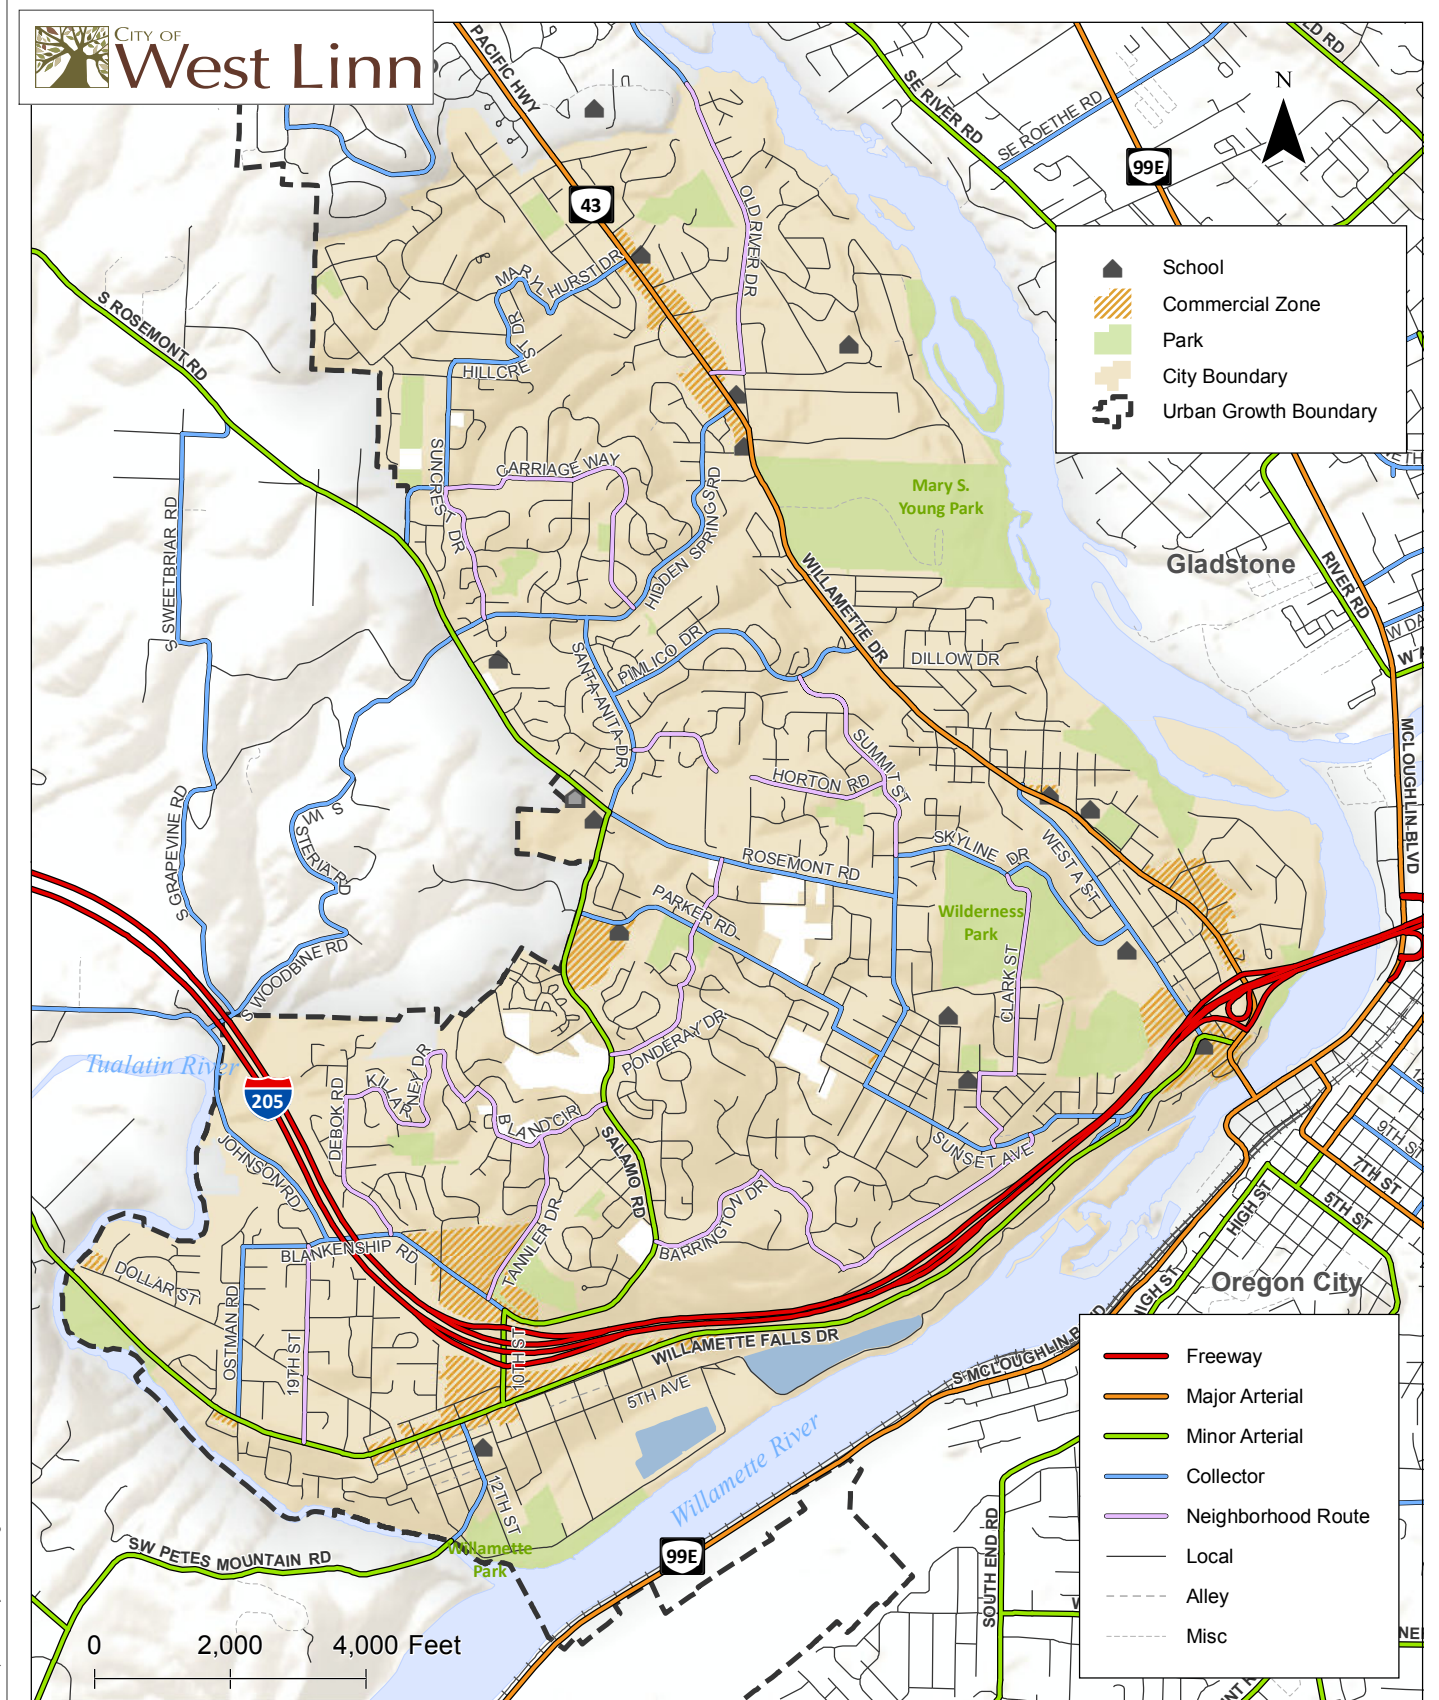 CITY OF
West Linn
PACIFIC HWY
43
SE RIVER RD
SE ROETHE RD
99E
N
School
Commercial Zone
Park
City Boundary
Urban Growth Boundary
OLD RIVER DR
MARYLHURST DR
HILLCREST DR
S ROSEMONT RD
SUNCREST DR
CARRIAGE WAY
HIDDEN SPRINGS RD
Mary S.
Young Park
Gladstone
RIVER RD
S SWEETBRIAR RD
WILLAMETTE DR
DILLOW DR
PIMLICO DR
SANTA ANITA DR
SUMMIT ST
HORTON RD
MCLOUGHLIN BLVD
S GRAPEVINE RD
S WISTERIA RD
SKYLINE DR
WEST A ST
ROSEMONT RD
PARKER RD
Wilderness
Park
CLARK ST
S WOODBINE RD
PONDERAY DR
Tualatin River
205
KILLARNEY DR
DEBOK RD
BLAND CIR
JOHNSON RD
SALAMO RD
SUNSET AVE
9TH ST
7TH ST
5TH ST
HIGH ST
BARRINGTON DR
TANNLER DR
BLANKENSHIP RD
DOLLAR ST
OSTMAN RD
19TH ST
10TH ST
WILLAMETTE FALLS DR
5TH AVE
Oregon City
HIGH ST
S MCLOUGHLIN B
Willamette River
12TH ST
Willamette
Park
SW PETES MOUNTAIN RD
99E
SOUTH END RD
Freeway
Major Arterial
Minor Arterial
Collector
Neighborhood Route
Local
Alley
Misc
0 2,000 4,000 Feet